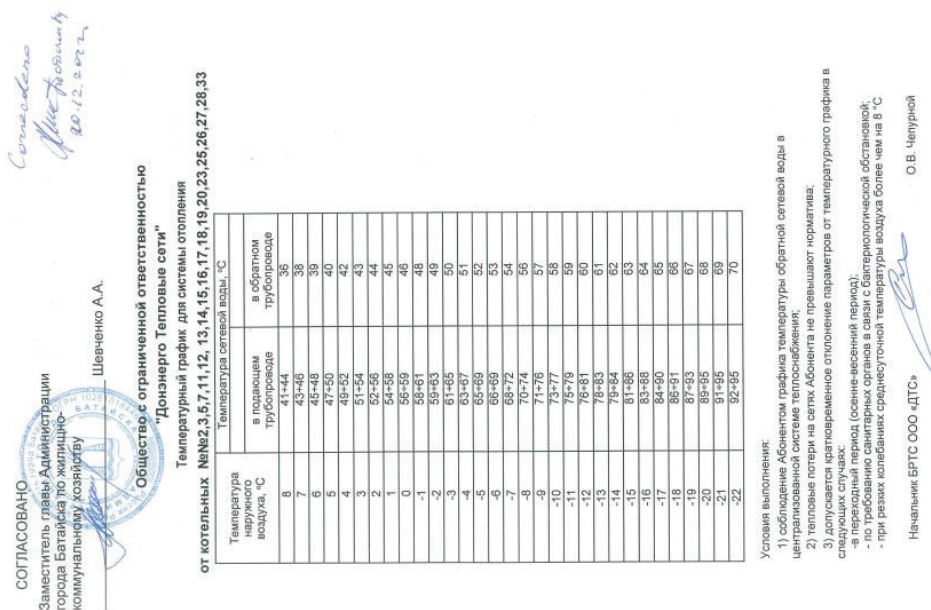 СОГЛАСОВАНО
Заместитель главы Администрации
города Батайска по жилищно-
коммунальному хозяйству
Шевченко А.А.
20.12.2022
Общество с ограниченной ответственностью
"Донэнерго Тепловые сети"
Температурный график для системы отопления
от котельных №№2,3,5,7,11,12, 13,14,15,16,17,18,19,20,23,25,26,27,28,33
Температура наружного воздуха, °С
Температура сетевой воды, °С
в подающем трубопроводе
в обратном трубопроводе
8 41÷44 36
7 43÷46 38
6 45÷48 39
5 47÷50 40
4 49÷52 42
3 51÷54 43
2 52÷56 44
1 54÷58 45
0 56÷59 46
-1 58÷61 48
-2 59÷63 49
-3 61÷65 50
-4 63÷67 51
-5 65÷69 52
-6 66÷69 53
-7 68÷72 54
-8 70÷74 56
-9 71÷76 57
-10 73÷77 58
-11 75÷79 59
-12 76÷81 60
-13 78÷83 61
-14 79÷84 62
-15 81÷86 63
-16 83÷88 64
-17 84÷90 65
-18 86÷91 66
-19 87÷93 67
-20 89÷95 68
-21 91÷95 69
-22 92÷95 70
Условия выполнения:
1) соблюдение Абонентом графика температуры обратной сетевой воды в
централизованной системе теплоснабжения;
2) тепловые потери на сетях Абонента не превышают норматива;
3) допускается кратковременное отклонение параметров от температурного графика в
следующих случаях:
-в переходный период (осенне-весенний период);
- по требованию санитарных органов в связи с бактериологической обстановкой;
- при резких колебаниях среднесуточной температуры воздуха более чем на 8 °С
Начальник БРТС ООО «ДТС»
О.В. Чепурной